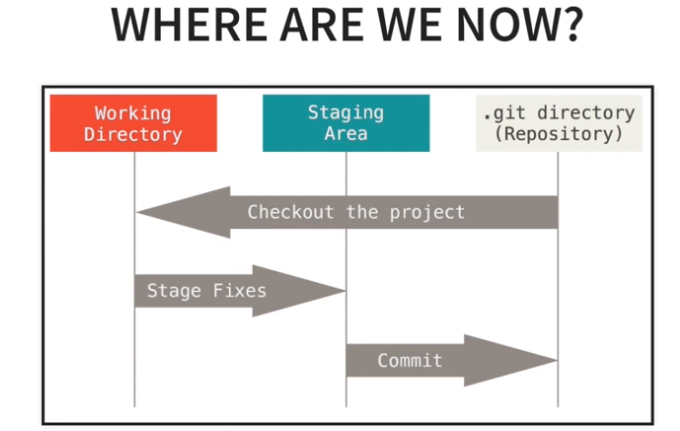 WHERE ARE WE NOW?
Working
Directory
Staging
Area
.git directory
(Repository)
Checkout the project
Stage Fixes
Commit